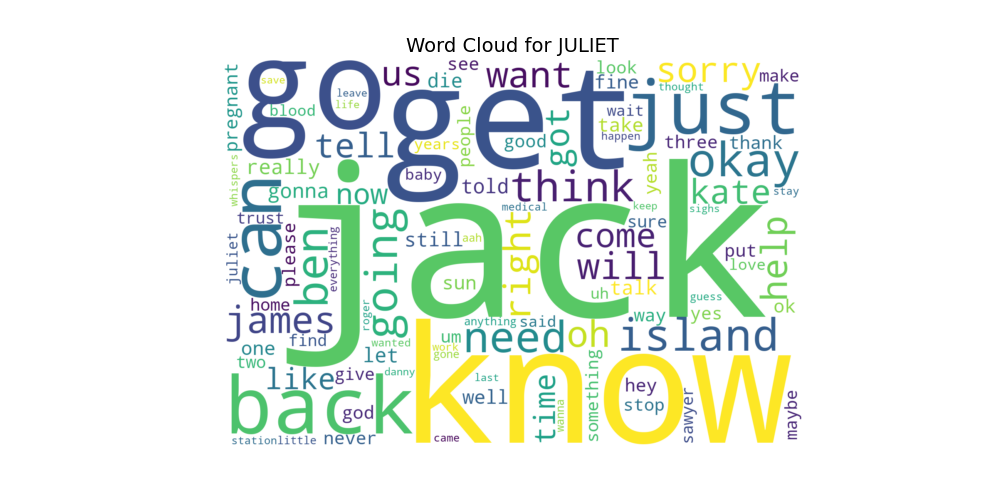 Word Cloud for JULIET
save
go
get
us
see
die
want
look
fine
sorry
thought
make
pregnant
blood
leave
life
just
wait
take
happen
tell
years
people
good
got
three
thank
okay
really
whispers
can
gonna
now
baby
told
think
yeah
kate
stay
medical
keep
sighs
jack
trust
juliet
please
everything
ben
going
still
aah
right
sure
come
will
put
love
help
sun
uh
talk
guess
ok
home
james
roger
find
wanted
anything
said
way
yes
um
need
oh
island
one
two
let
work
gone
like
give
danny
last
know
back
god
well
time
wanna
something
hey
stop
sawyer
maybe
station
little
never
came